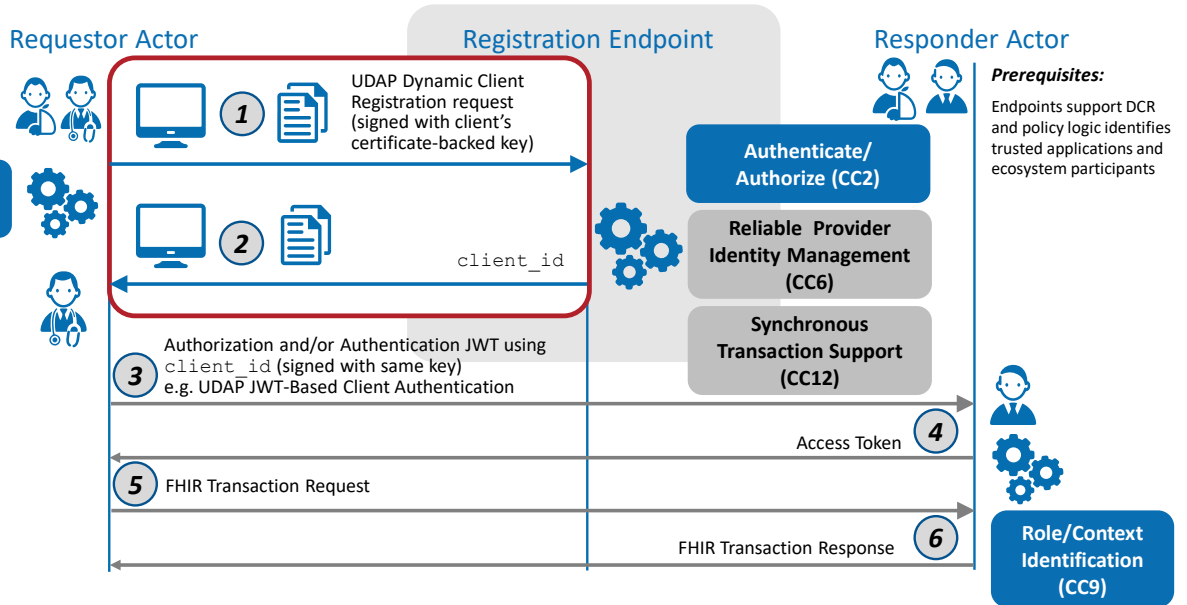 Requestor Actor
Registration Endpoint
Responder Actor
1
UDAP Dynamic Client
Registration request
(signed with client's
certificate-backed key)
Prerequisites:
Endpoints support DCR
and policy logic identifies
trusted applications and
ecosystem participants
Authenticate/
Authorize (CC2)
2
client_id
Reliable Provider
Identity Management
(CC6)
Synchronous
Transaction Support
(CC12)
3
Authorization and/or Authentication JWT using
client_id (signed with same key)
e.g. UDAP JWT-Based Client Authentication
Access Token
4
5
FHIR Transaction Request
FHIR Transaction Response
6
Role/Context
Identification
(CC9)